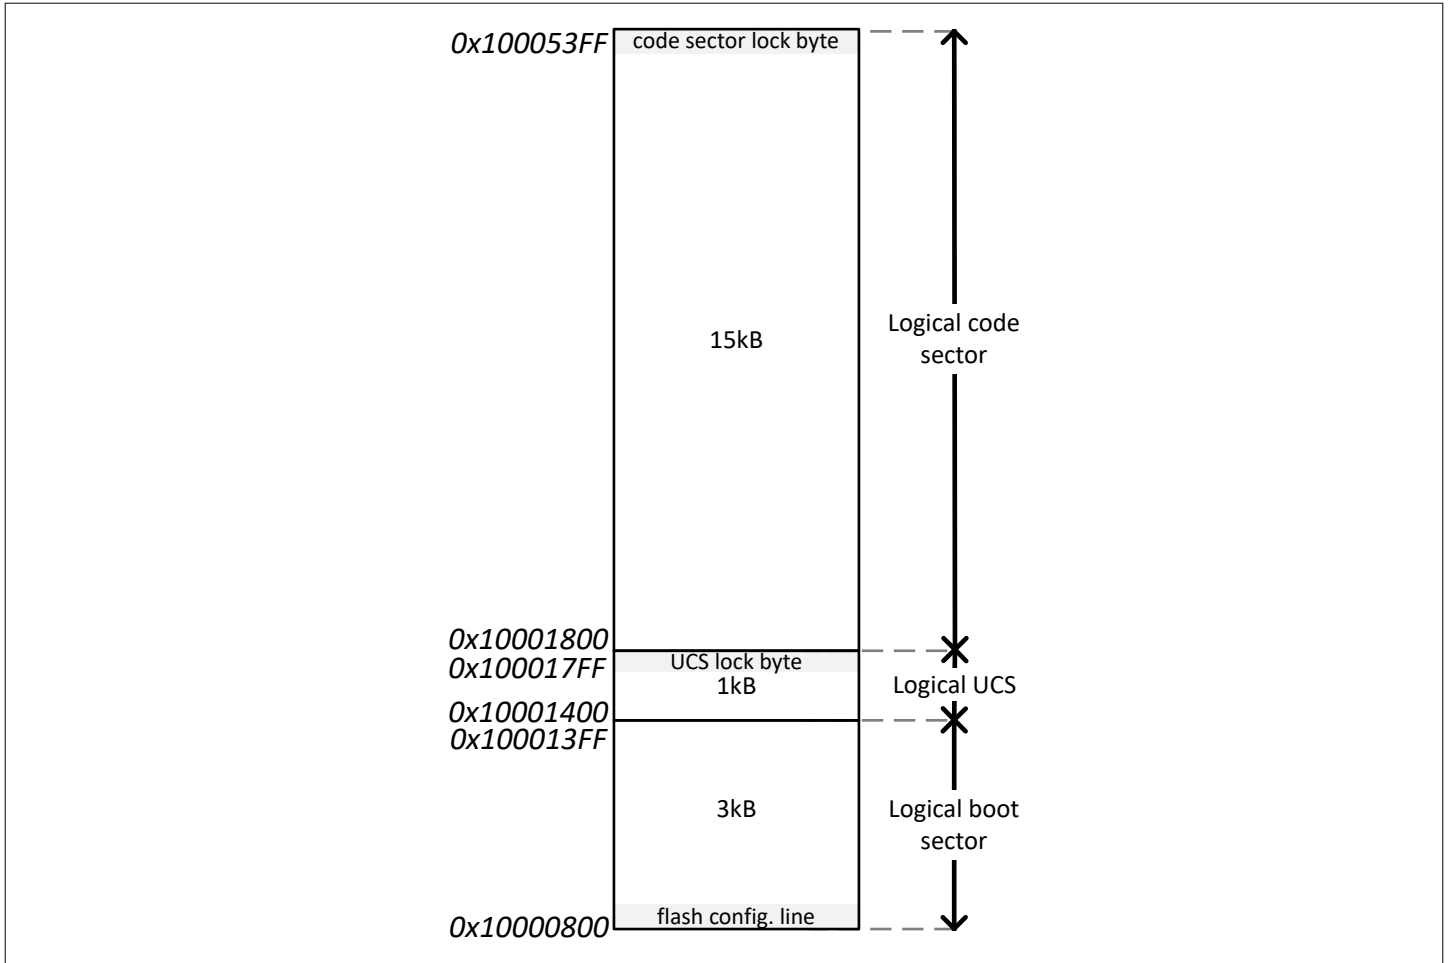 0x100053FF
code sector lock byte
15kB
Logical code
sector
0x10001800
0x100017FF
UCS lock byte
1kB
Logical UCS
0x10001400
0x100013FF
3kB
Logical boot
sector
flash config. line
0x10000800